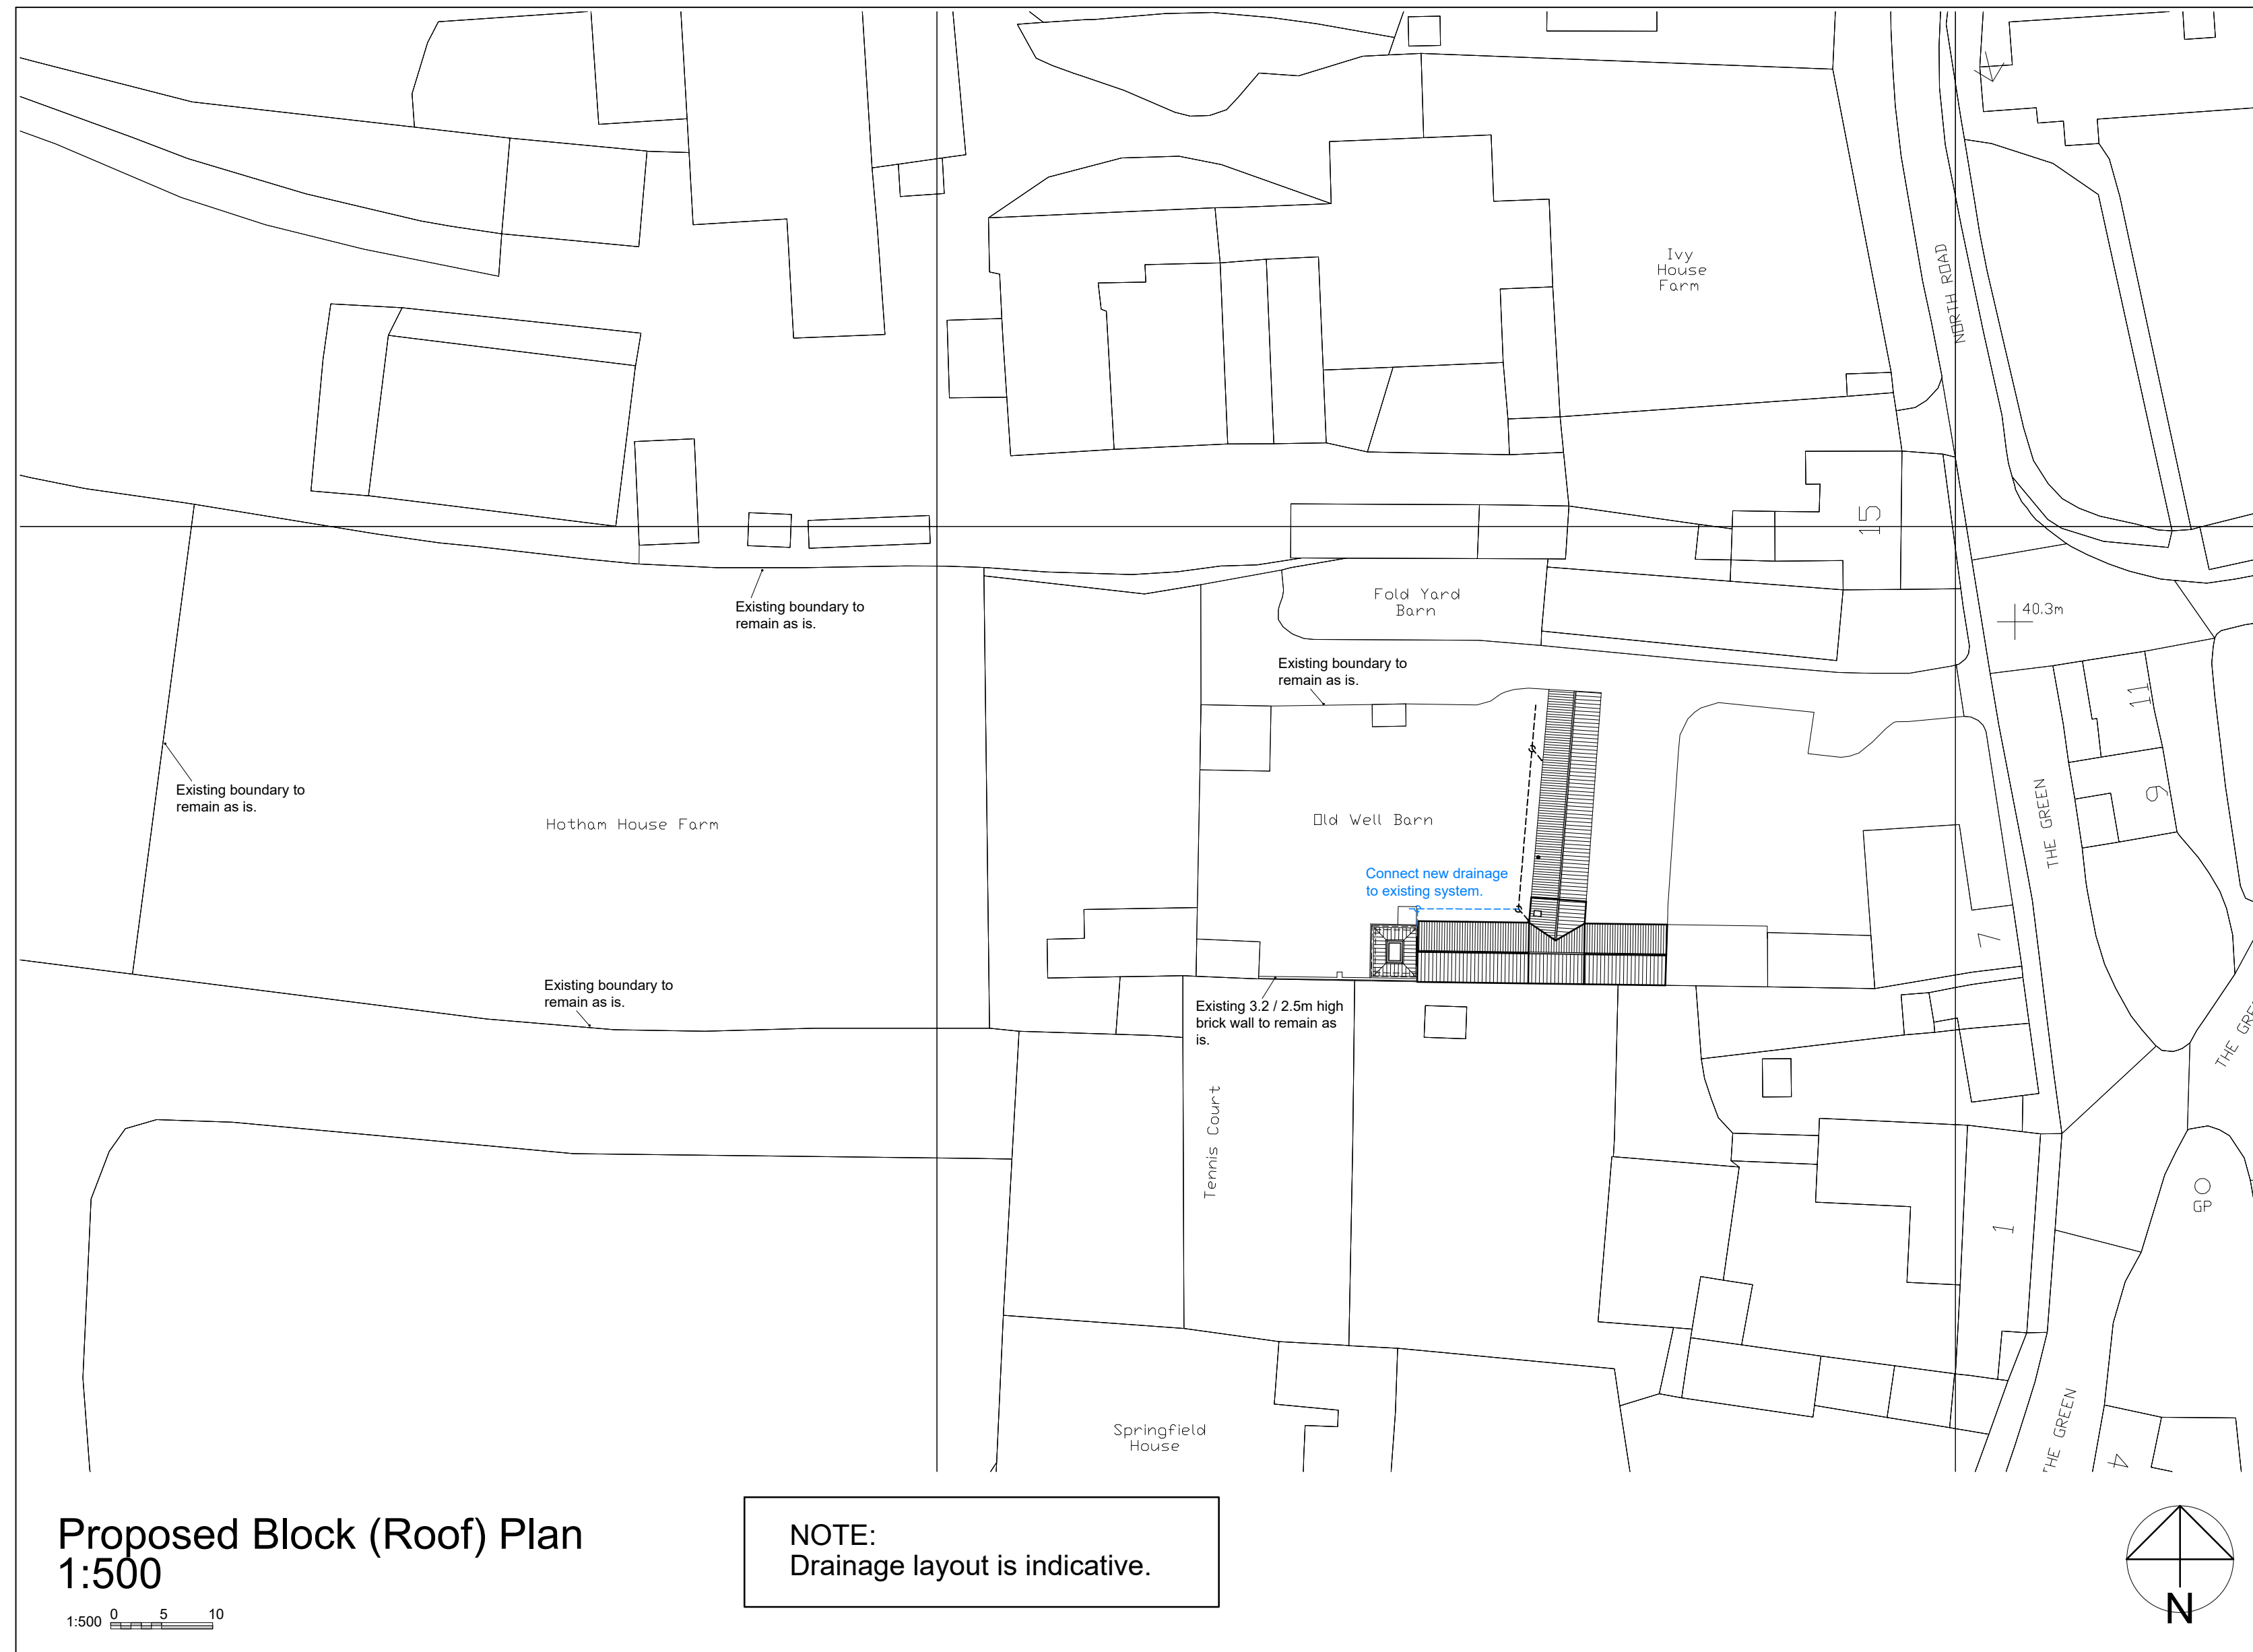 Ivy
House
Farm
NORTH ROAD
15
Fold Yard
Barn
40.3m
Existing boundary to
remain as is.
Existing boundary to
remain as is.
11
9
THE GREEN
Existing boundary to
remain as is.
Hotham House Farm
Old Well Barn
Connect new drainage
to existing system.
S
S
7
Existing boundary to
remain as is.
Existing 3.2 / 2.5m high
brick wall to remain as
is.
THE GRE
Tennis Court
GP
1
Springfield
House
THE GREEN
4
Proposed Block (Roof) Plan
1:500
1:500 0 5 10
NOTE:
Drainage layout is indicative.
N